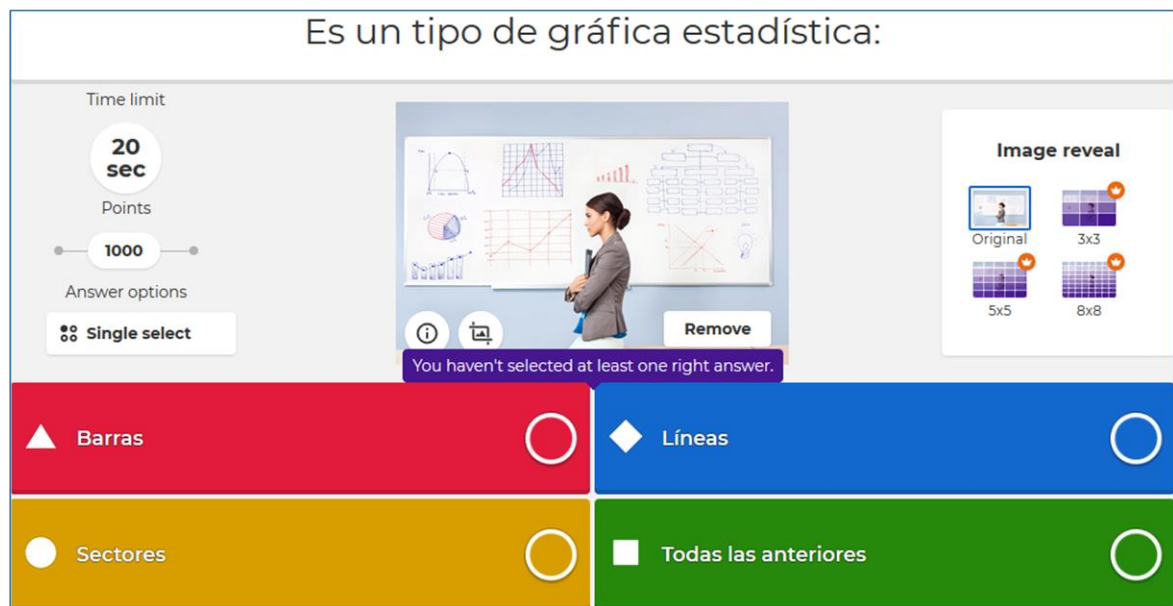 Es un tipo de gráfica estadística:
Time limit
20
sec
Points
1000
Answer options
Single select
Remove
You haven't selected at least one right answer.
Image reveal
Original
3x3
5x5
8x8
Barras
Líneas
Sectores
Todas las anteriores